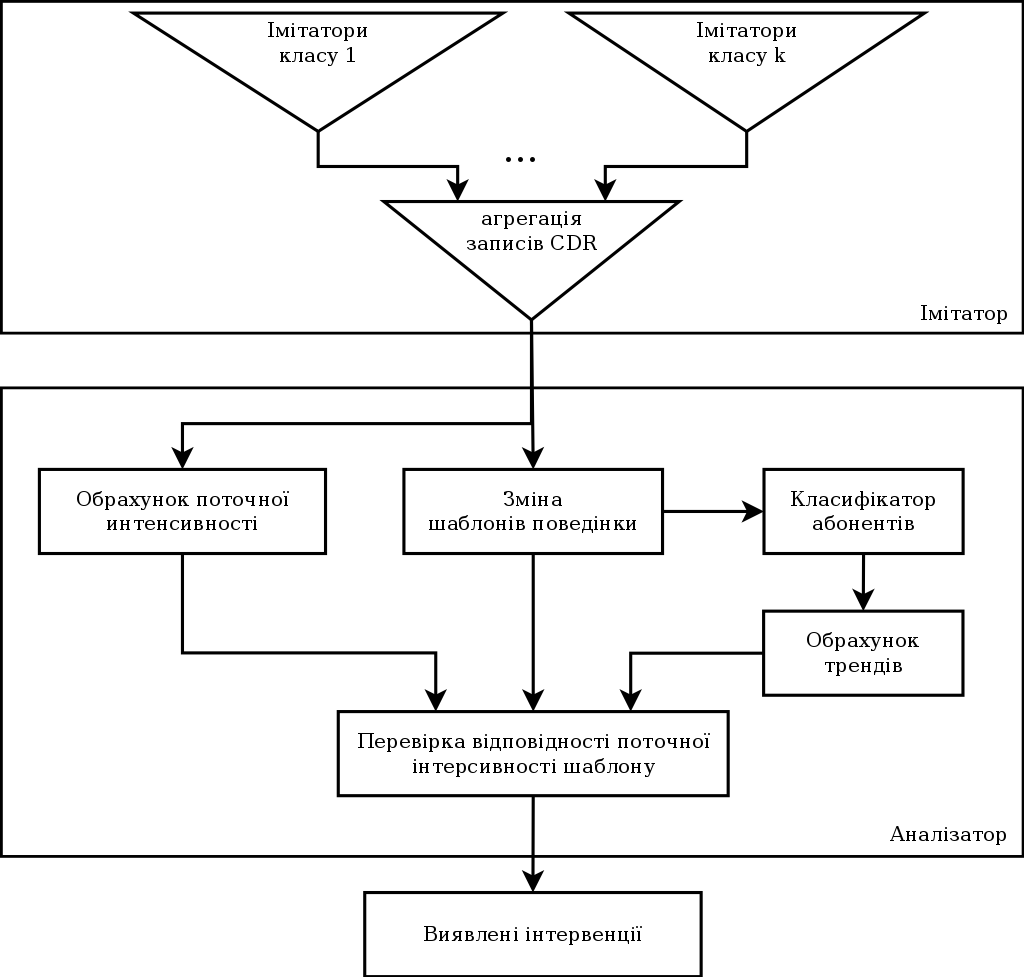 Імітатори
класу 1
Імітатори
класу k
...
агрегація
записів CDR
Імітатор
Обрахунок поточної
интенсивності
Зміна
шаблонів поведінки
Класифікатор
абонентів
Обрахунок
трендів
Перевірка відповідності поточної
інтерсивності шаблону
Аналізатор
Виявлені інтервенції